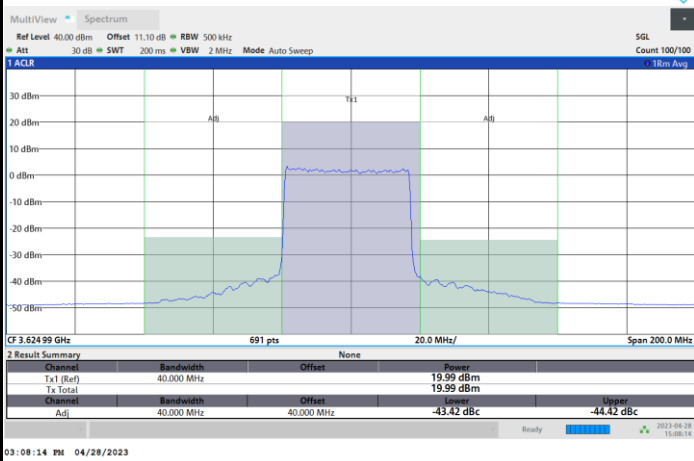 MultiView Spectrum
Ref Level 40.00 dBm Offset 11.10 dB RBW 500 kHz SGL
Att 30 dB SWT 200 ms VBW 2 MHz Mode Auto Sweep Count 100/100
1 ACLR 1Rm Avg
30 dBm
Tx1
20 dBm
Adj Adj
10 dBm
0 dBm
-10 dBm
-20 dBm
-30 dBm
-40 dBm
-50 dBm
CF 3.624 99 GHz 691 pts 20.0 MHz/ Span 200.0 MHz
2 Result Summary None
Channel Bandwidth Offset Power
Tx1 (Ref) 40.000 MHz 19.99 dBm
Tx Total 19.99 dBm
Channel Bandwidth Offset Lower Upper
Adj 40.000 MHz 40.000 MHz -43.42 dBc -44.42 dBc
Ready 2023-04-28
15:08:14
03:08:14 PM 04/28/2023